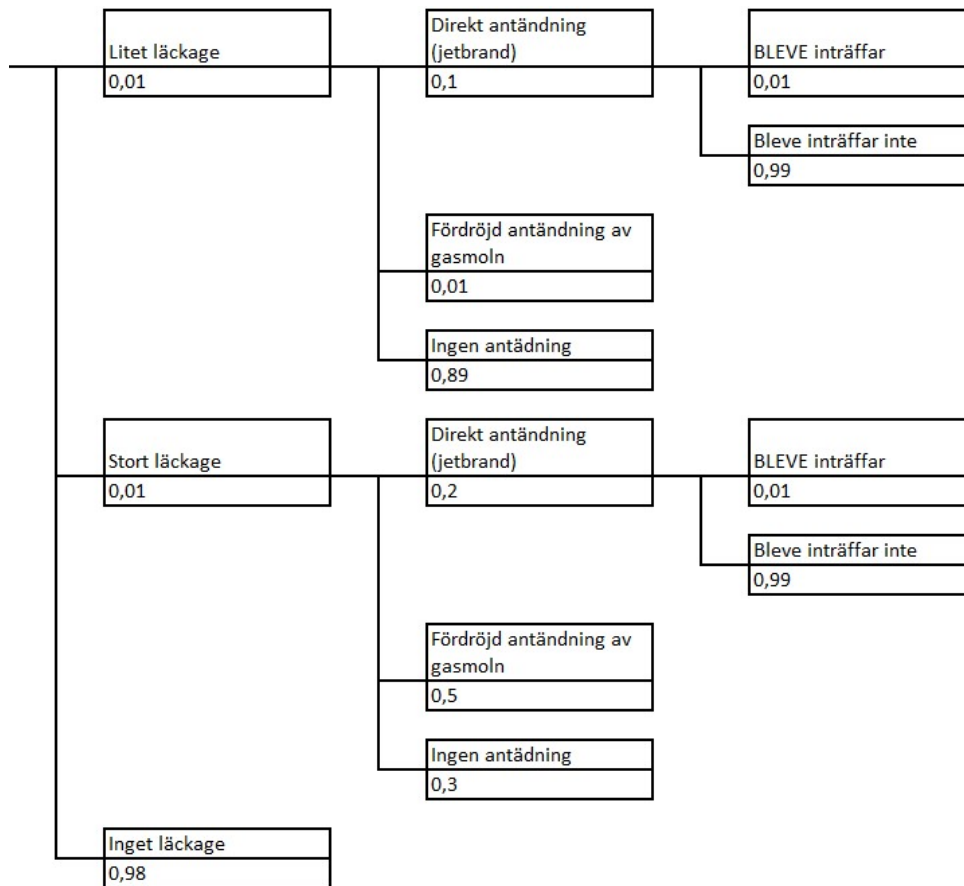 Litet läckage
0,01
Direkt antändning
(jetbrand)
0,1
BLEVE inträffar
0,01
Bleve inträffar inte
0,99
Fördröjd antändning av
gasmoln
0,01
Ingen antädning
0,89
Stort läckage
0,01
Direkt antändning
(jetbrand)
0,2
BLEVE inträffar
0,01
Bleve inträffar inte
0,99
Fördröjd antändning av
gasmoln
0,5
Ingen antädning
0,3
Inget läckage
0,98